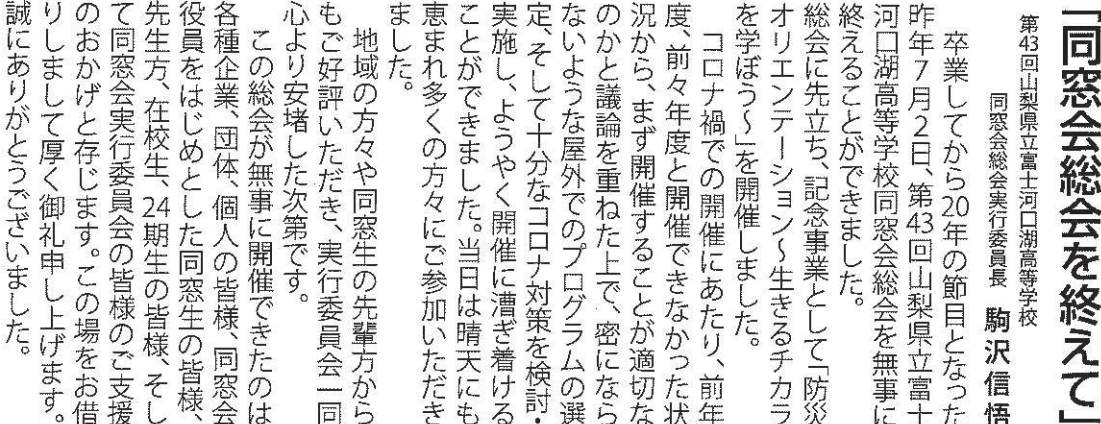 「同窓会総会を終えて」
第43回山梨県立富士河口湖高等学校
同窓会総会実行委員長 駒沢信悟
卒業してから20年の節目となった
昨年7月2日、第43回山梨県立富士
河口湖高等学校同窓会総会を無事に
終えることができました。
総会に先立ち、記念事業として「防災
オリエンテーション〜生きるチカラ
を学ぼう〜」を開催しました。
コロナ禍での開催にあたり、前年
度、前々年度と開催できなかった状
況から、まず開催することが適切な
のかと議論を重ねた上で、密になら
ないような屋外でのプログラムの選
定、そして十分なコロナ対策を検討・
実施し、ようやく開催に漕ぎ着ける
ことができました。当日は晴天にも
恵まれ多くの方々にご参加いただき
ました。
地域の方々や同窓生の先輩方から
もご好評いただき、実行委員会一同
心より安堵した次第です。
この総会が無事に開催できたのは
各種企業、団体、個人の皆様、同窓会
役員をはじめとした同窓生の皆様、
先生方、在校生、24期生の皆様、そし
て同窓会実行委員会の皆様のご支援
のおかげと存じます。この場をお借
りしまして厚く御礼申し上げます。
誠にありがとうございました。